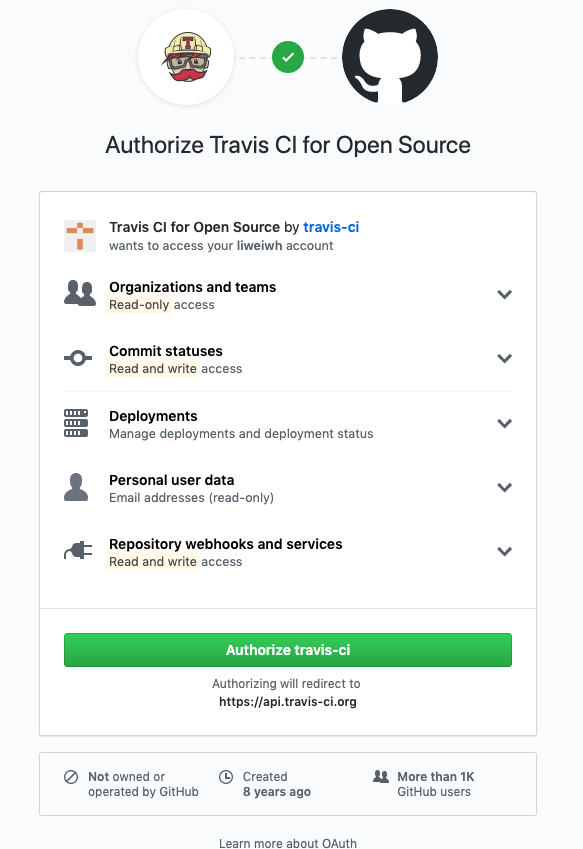 T
Authorize Travis CI for Open Source
Travis CI for Open Source by travis-ci
wants to access your liweiwh account
Organizations and teams
Read-only access
Commit statuses
Read and write access
Deployments
Manage deployments and deployment status
Personal user data
Email addresses (read-only)
Repository webhooks and services
Read and write access
Authorize travis-ci
Authorizing will redirect to
https://api.travis-ci.org
Not owned or
operated by GitHub
Created
8 years ago
More than 1K
GitHub users
Learn more about OAuth